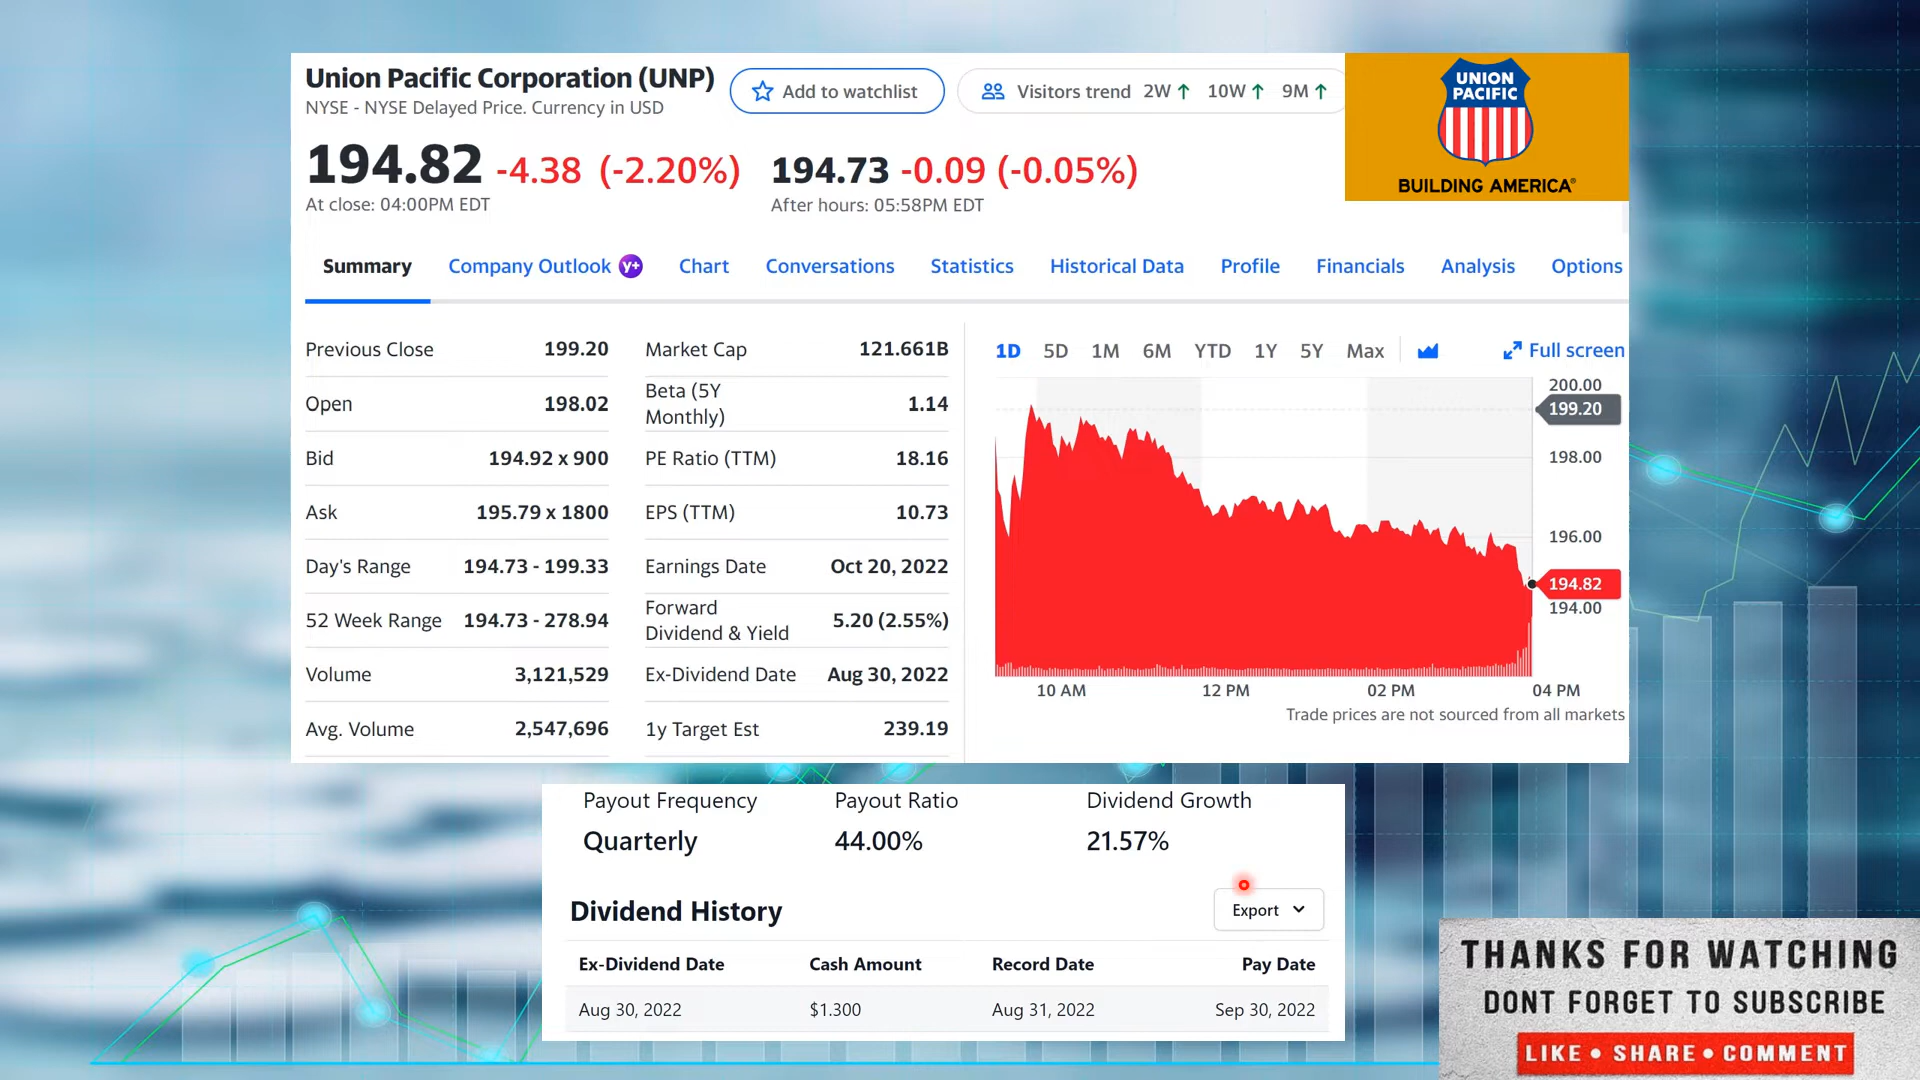 Union Pacific Corporation (UNP)
NYSE - NYSE Delayed Price. Currency in USD
Add to watchlist
Visitors trend 2W ↑ 10W ↑ 9M ↑
UNION
PACIFIC
BUILDING AMERICA®
194.82 -4.38 (-2.20%)
At close: 04:00PM EDT
194.73 -0.09 (-0.05%)
After hours: 05:58PM EDT
Summary Company Outlook y+ Chart Conversations Statistics Historical Data Profile Financials Analysis Options
Previous Close 199.20
Open 198.02
Bid 194.92 x 900
Ask 195.79 x 1800
Day's Range 194.73 - 199.33
52 Week Range 194.73 - 278.94
Volume 3,121,529
Avg. Volume 2,547,696
Market Cap 121.661B
Beta (5Y
Monthly) 1.14
PE Ratio (TTM) 18.16
EPS (TTM) 10.73
Earnings Date Oct 20, 2022
Forward
Dividend & Yield 5.20 (2.55%)
Ex-Dividend Date Aug 30, 2022
1y Target Est 239.19
1D 5D 1M 6M YTD 1Y 5Y Max Full screen
200.00
199.20
198.00
196.00
194.82
194.00
10 AM 12 PM 02 PM 04 PM
Trade prices are not sourced from all markets
Payout Frequency Payout Ratio Dividend Growth
Quarterly 44.00% 21.57%
Dividend History
Export
Ex-Dividend Date Cash Amount Record Date Pay Date
Aug 30, 2022 $1.300 Aug 31, 2022 Sep 30, 2022
THANKS FOR WATCHING
DONT FORGET TO SUBSCRIBE
LIKE • SHARE • COMMENT